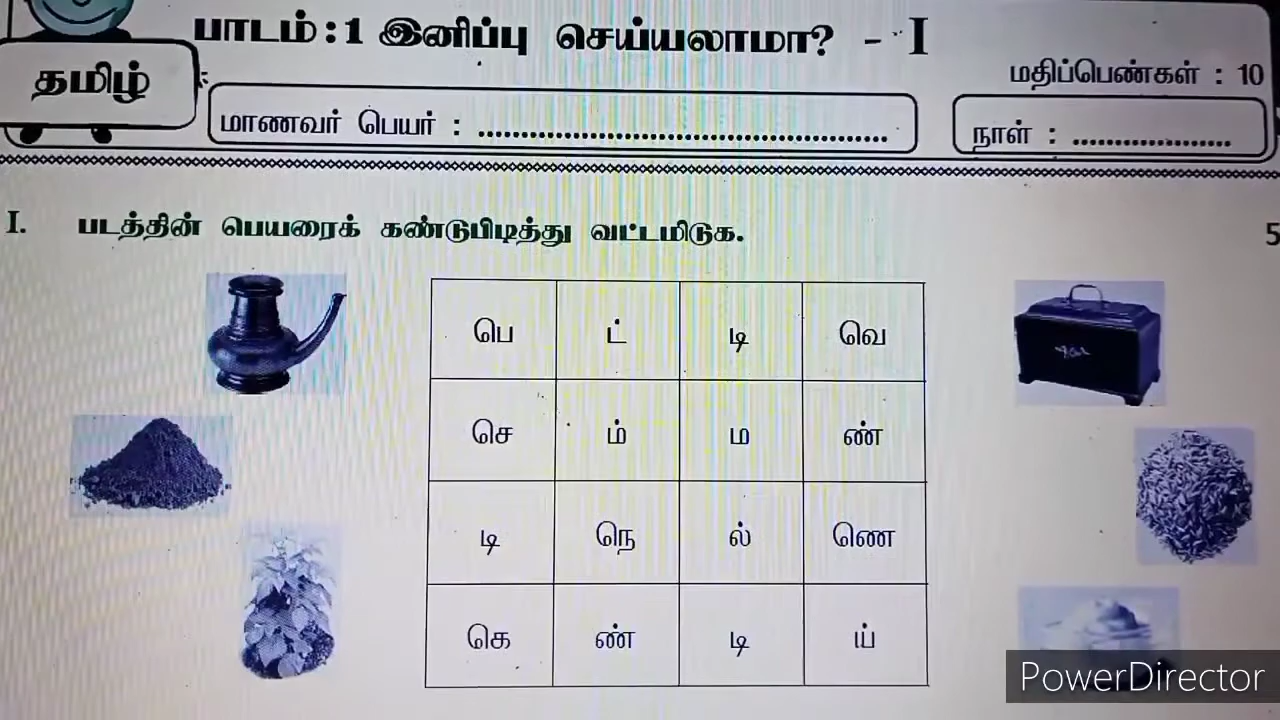 பாடம்:1 இனிப்பு செய்யலாமா? - I
தமிழ்
மதிப்பெண்கள் : 10
மாணவர் பெயர் : ........................................
நாள் : ..................
I. படத்தின் பெயரைக் கண்டுபிடித்து வட்டமிடுக. 5
பெ ட் டி வெ
செ ம் ம ண்
டி நெ ல் ணெ
கெ ண் டி ய்
PowerDirector